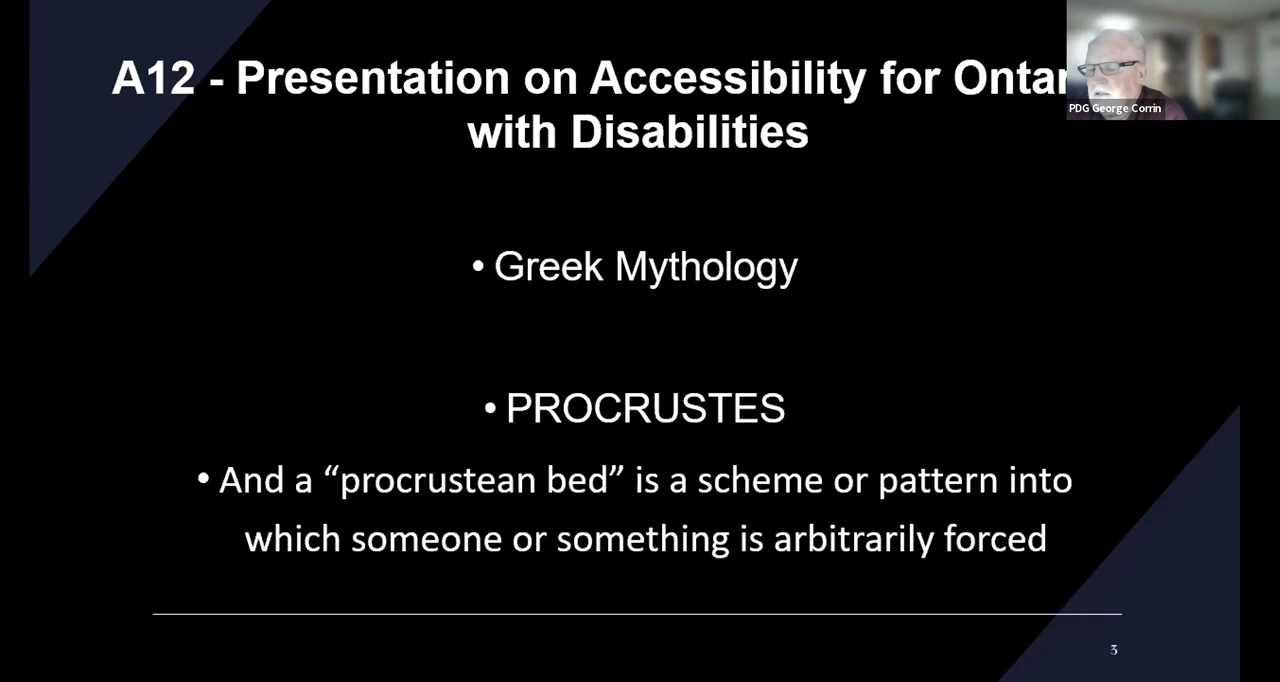 A12 - Presentation on Accessibility for Ontar
with Disabilities
PDG George Corrin
• Greek Mythology
• PROCRUSTES
• And a “procrustean bed” is a scheme or pattern into
which someone or something is arbitrarily forced
3